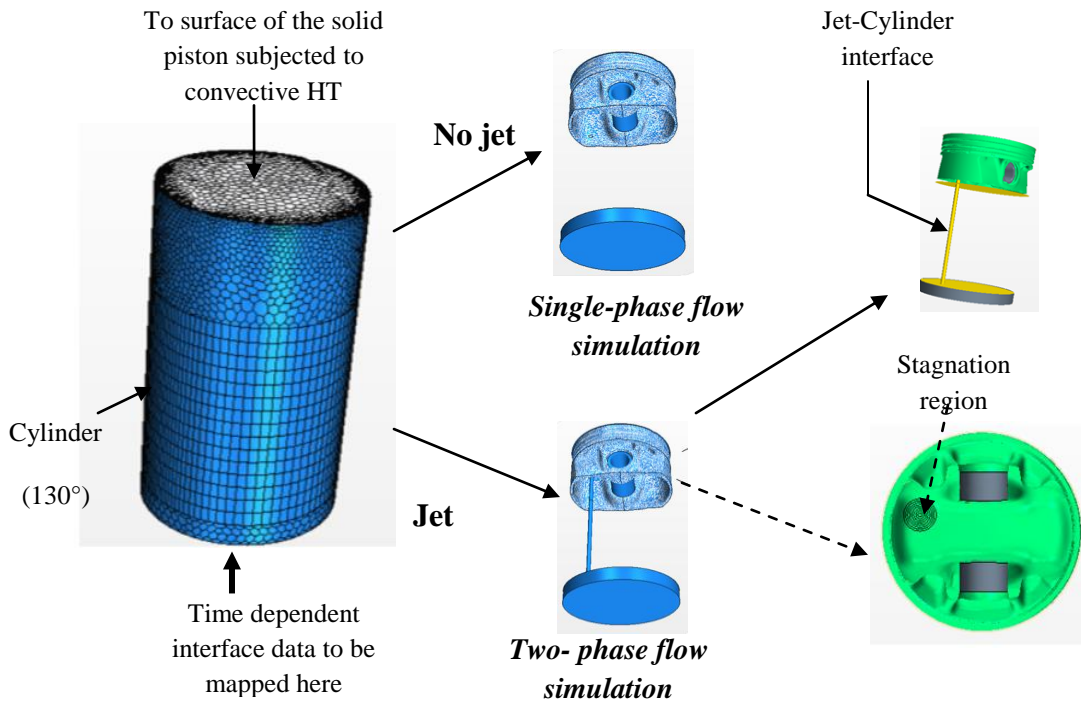 To surface of the solid
piston subjected to
convective HT
No jet
Jet-Cylinder
interface
Single-phase flow
simulation
Stagnation
region
Cylinder
(130°)
Jet
Time dependent
interface data to be
mapped here
Two- phase flow
simulation